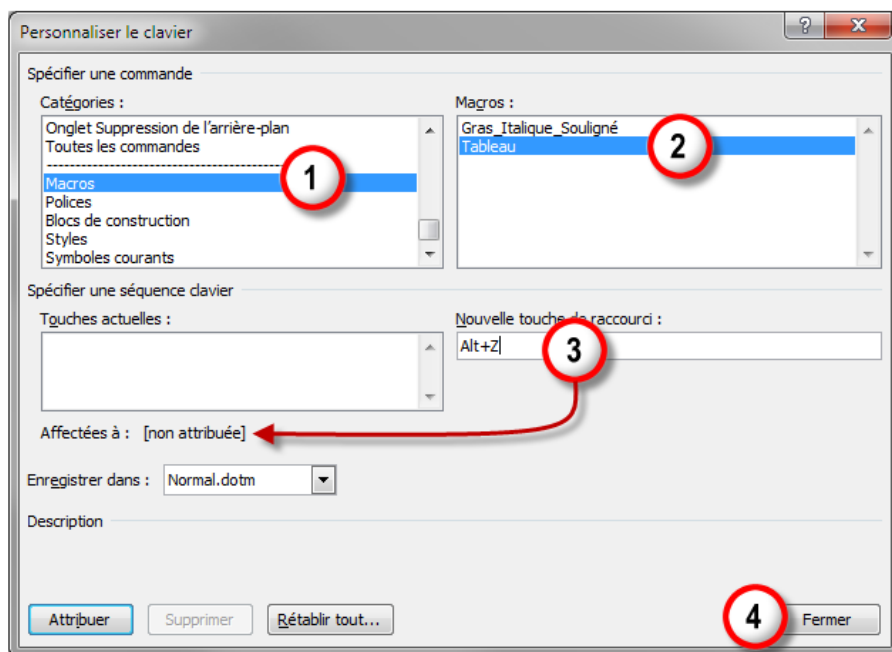 Personnaliser le clavier
Spécifier une commande
Catégories :
Onglet Suppression de l'arrière-plan
Toutes les commandes
-------------------------------------------
Macros
Polices
Blocs de construction
Styles
Symboles courants
1
Macros :
Gras_Italique_Souligné
Tableau
2
Spécifier une séquence clavier
Touches actuelles :
Nouvelle touche de raccourci :
Alt+Z
3
Affectées à : [non attribuée]
Enregistrer dans : Normal.dotm
Description
Attribuer Supprimer Rétablir tout... 4 Fermer